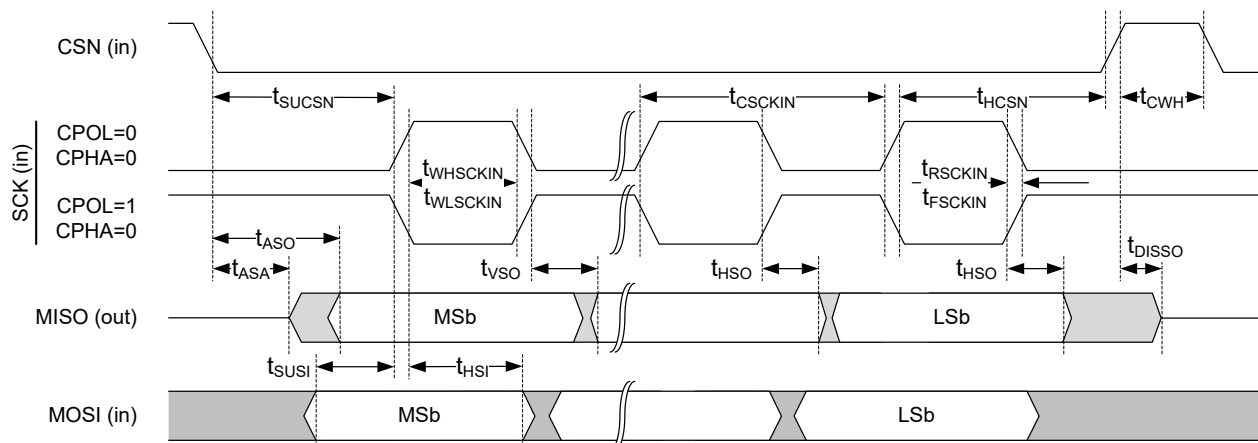 CSN (in)
tSUCSN
tCSCKIN
tHCSN
tCWH
SCK (in)
CPOL=0
CPHA=0
tWHSCKIN
tWLSCKIN
tRSCKIN
tFSCKIN
CPOL=1
CPHA=0
tASO
tASA
tVSO
tHSO
tHSO
tDISSO
MISO (out)
MSb
LSb
tSUSI
tHSI
MOSI (in)
MSb
LSb